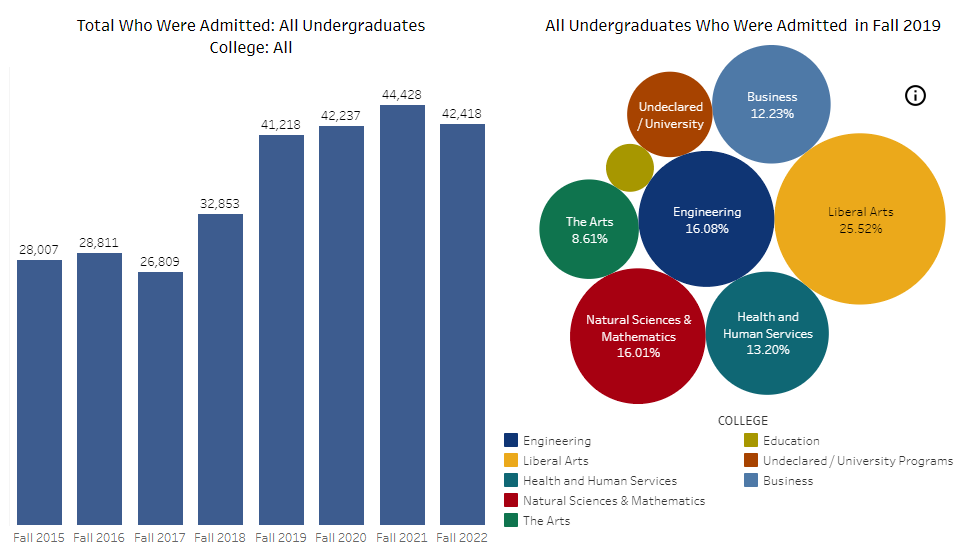 Total Who Were Admitted: All Undergraduates
College: All
28,007
28,811
26,809
32,853
41,218
42,237
44,428
42,418
Fall 2015
Fall 2016
Fall 2017
Fall 2018
Fall 2019
Fall 2020
Fall 2021
Fall 2022
All Undergraduates Who Were Admitted in Fall 2019
Business
12.23%
Undeclared
/ University
Engineering
16.08%
Liberal Arts
25.52%
The Arts
8.61%
Natural Sciences &
Mathematics
16.01%
Health and
Human Services
13.20%
COLLEGE
Engineering
Liberal Arts
Health and Human Services
Natural Sciences & Mathematics
The Arts
Education
Undeclared / University Programs
Business